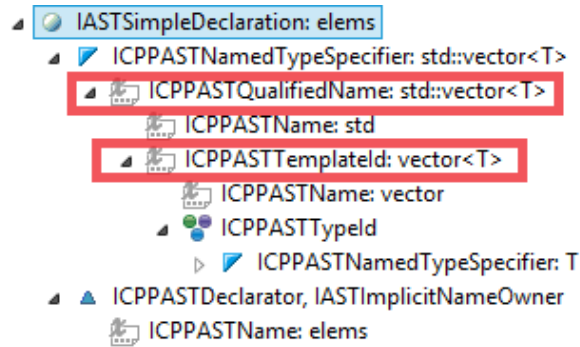 IASTSimpleDeclaration: elems
ICPPASTNamedTypeSpecifier: std::vector<T>
ICPPASTQualifiedName: std::vector<T>
ICPPASTName: std
ICPPASTTemplateId: vector<T>
ICPPASTName: vector
ICPPASTTypeId
ICPPASTNamedTypeSpecifier: T
ICPPASTDeclarator, IASTImplicitNameOwner
ICPPASTName: elems